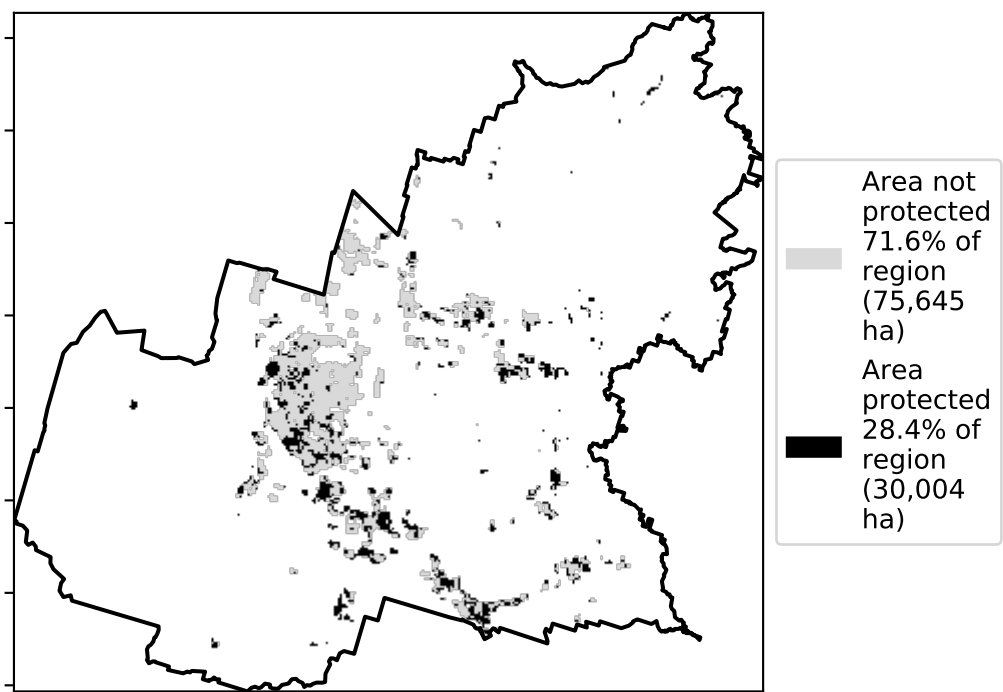 Area not
protected
71.6% of
region
(75,645
ha)
Area
protected
28.4% of
region
(30,004
ha)